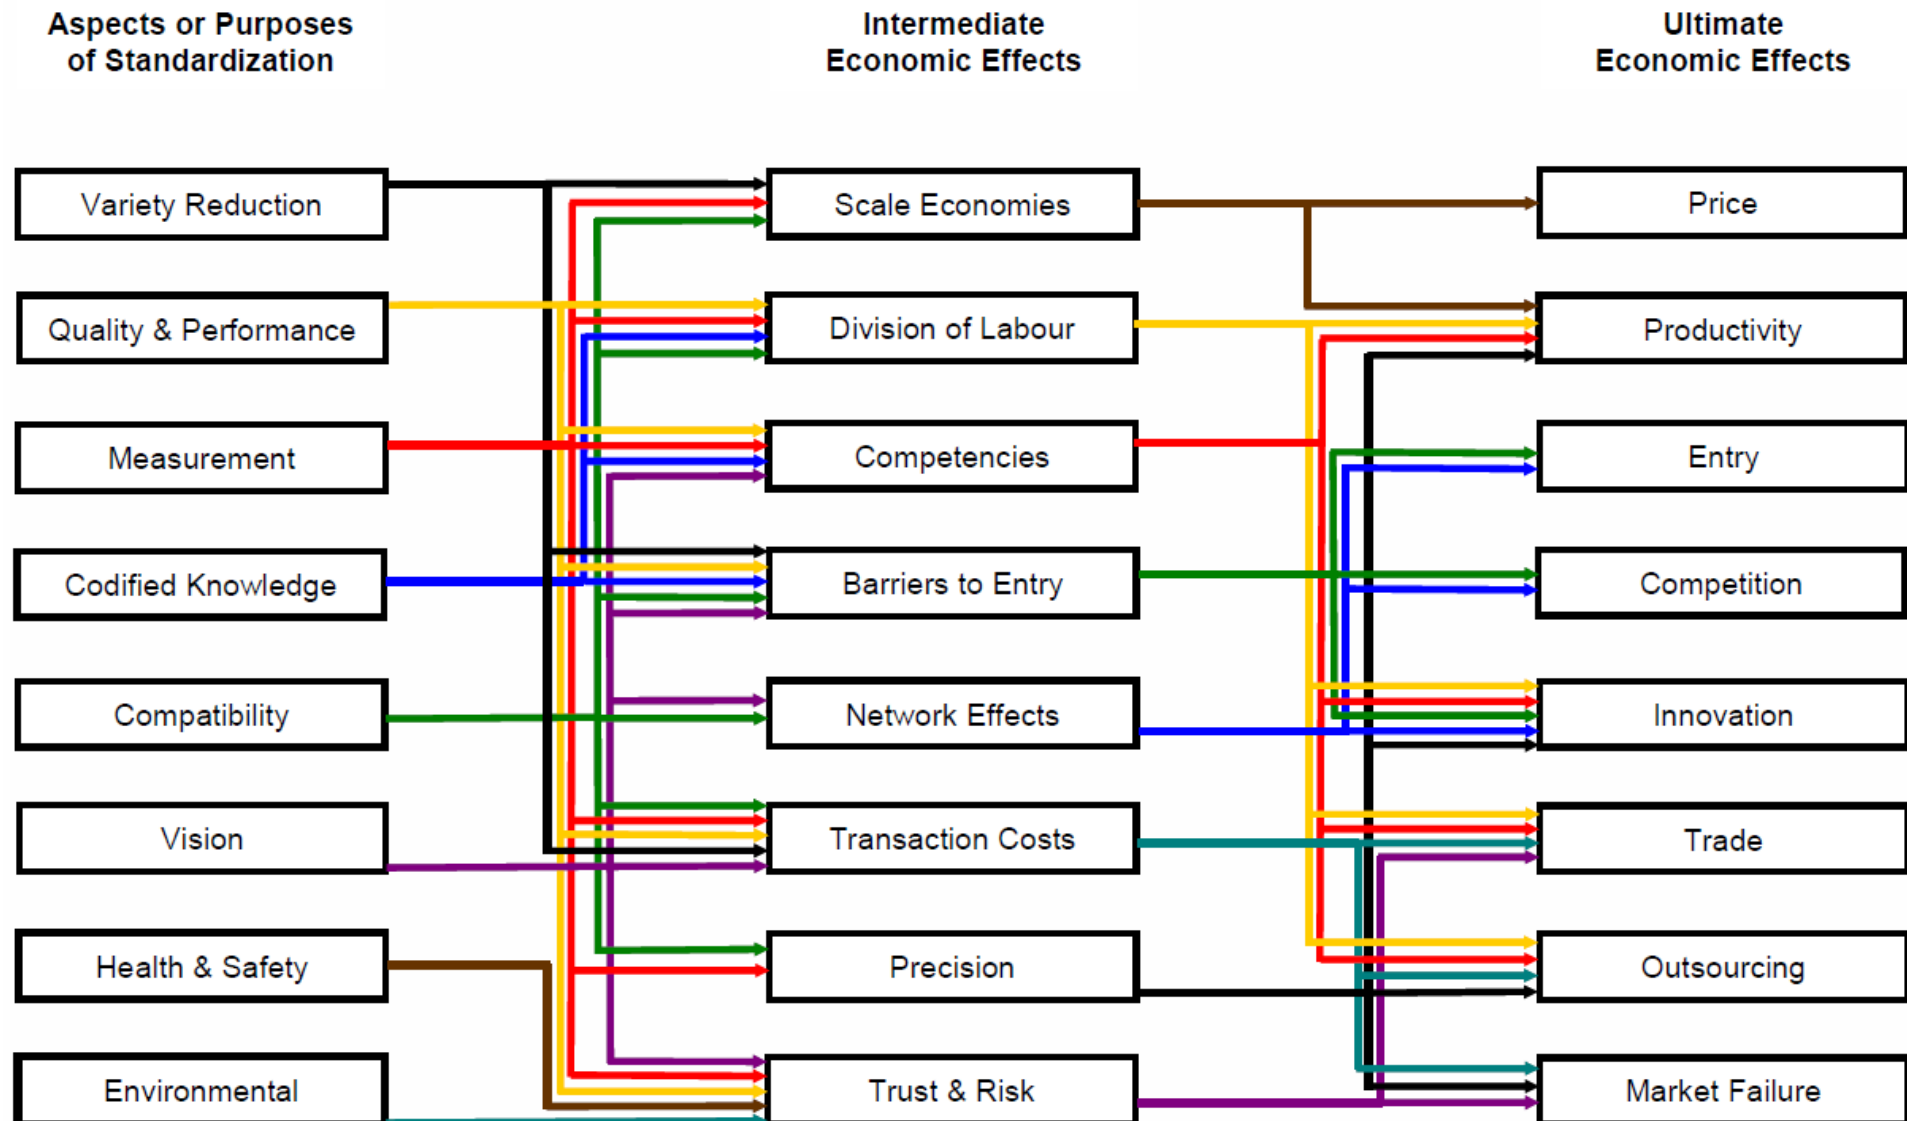 Aspects or Purposes
of Standardization
Intermediate
Economic Effects
Ultimate
Economic Effects
Variety Reduction
Scale Economies
Price
Quality & Performance
Division of Labour
Productivity
Measurement
Competencies
Entry
Codified Knowledge
Barriers to Entry
Competition
Compatibility
Network Effects
Innovation
Vision
Transaction Costs
Trade
Health & Safety
Precision
Outsourcing
Environmental
Trust & Risk
Market Failure